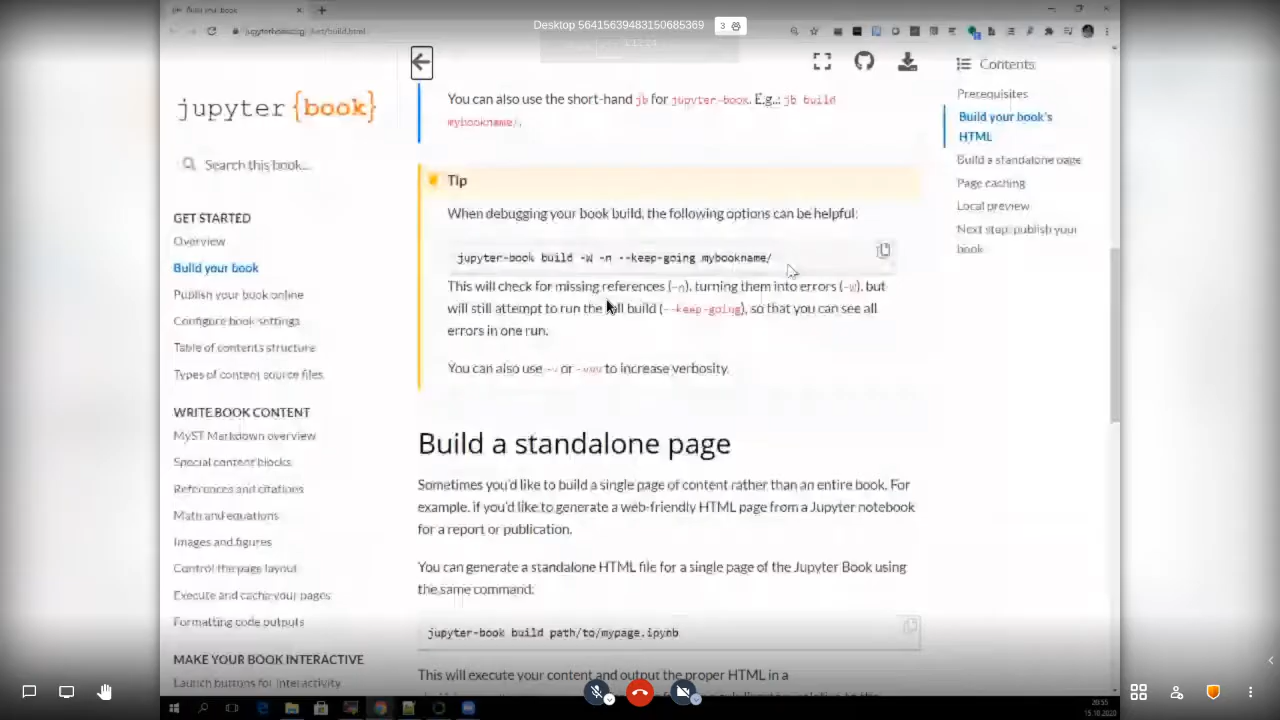 Desktop 56415639483150685369
3
jupyter {book}
Search this book...
GET STARTED
Overview
Build your book
Publish your book online
Configure book settings
Table of contents structure
Types of content source files
WRITE BOOK CONTENT
MyST Markdown overview
Special content blocks
References and citations
Math and equations
Images and figures
Control the page layout
Execute and cache your pages
Formatting code outputs
MAKE YOUR BOOK INTERACTIVE
Launch buttons for interactivity
You can also use the short-hand jb for jupyter-book. E.g.: jb build
mybookname/.
Tip
When debugging your book build, the following options can be helpful:
jupyter-book build -W -n --keep-going mybookname/
This will check for missing references (-n), turning them into errors (-W), but
will still attempt to run the full build (--keep-going), so that you can see all
errors in one run.
You can also use -v or -vvv to increase verbosity.
Build a standalone page
Sometimes you'd like to build a single page of content rather than an entire book. For
example, if you'd like to generate a web-friendly HTML page from a Jupyter notebook
for a report or publication.
You can generate a standalone HTML file for a single page of the Jupyter Book using
the same command:
jupyter-book build path/to/mypage.ipynb
This will execute your content and output the proper HTML in a
Contents
Prerequisites
Build your book's
HTML
Build a standalone page
Page caching
Local preview
Next step: publish your
book
20:55
15.10.2020